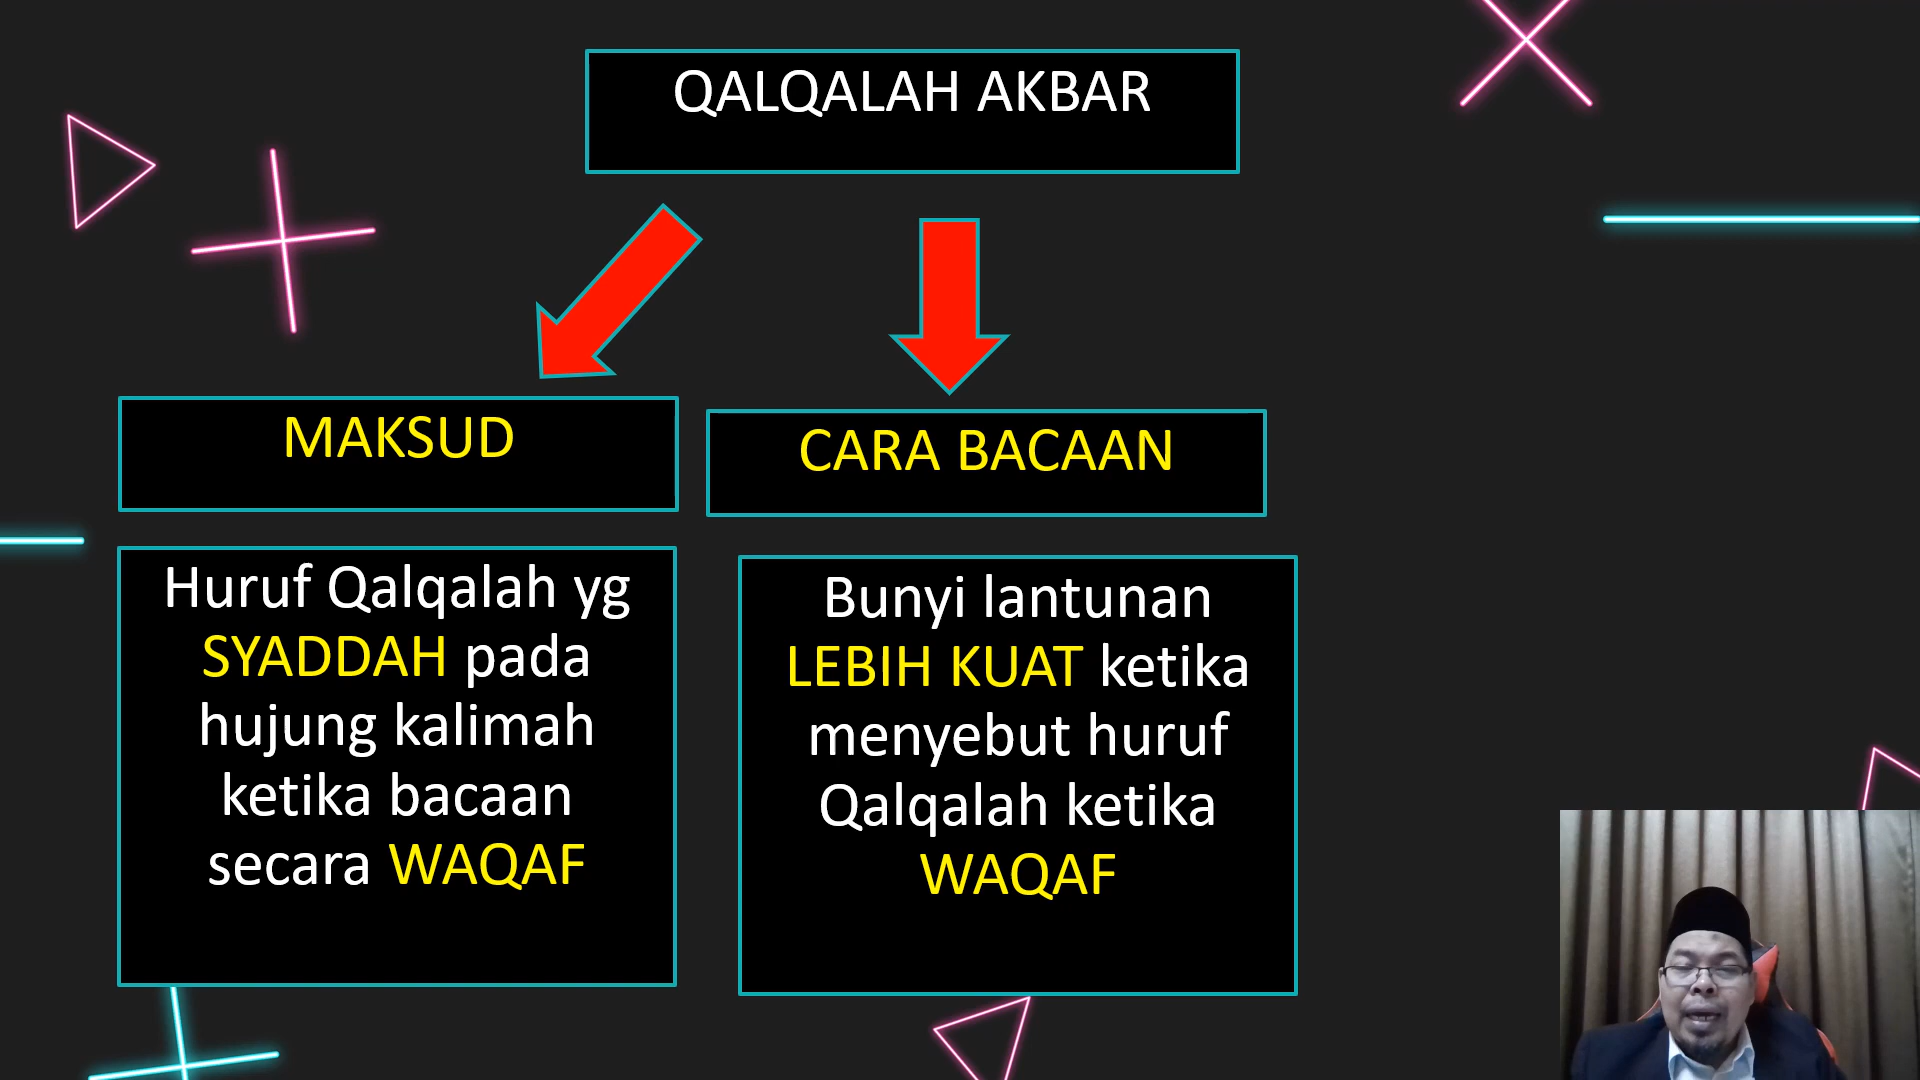 QALQALAH AKBAR
MAKSUD
Huruf Qalqalah yg
SYADDAH pada
hujung kalimah
ketika bacaan
secara WAQAF
CARA BACAAN
Bunyi lantunan
LEBIH KUAT ketika
menyebut huruf
Qalqalah ketika
WAQAF